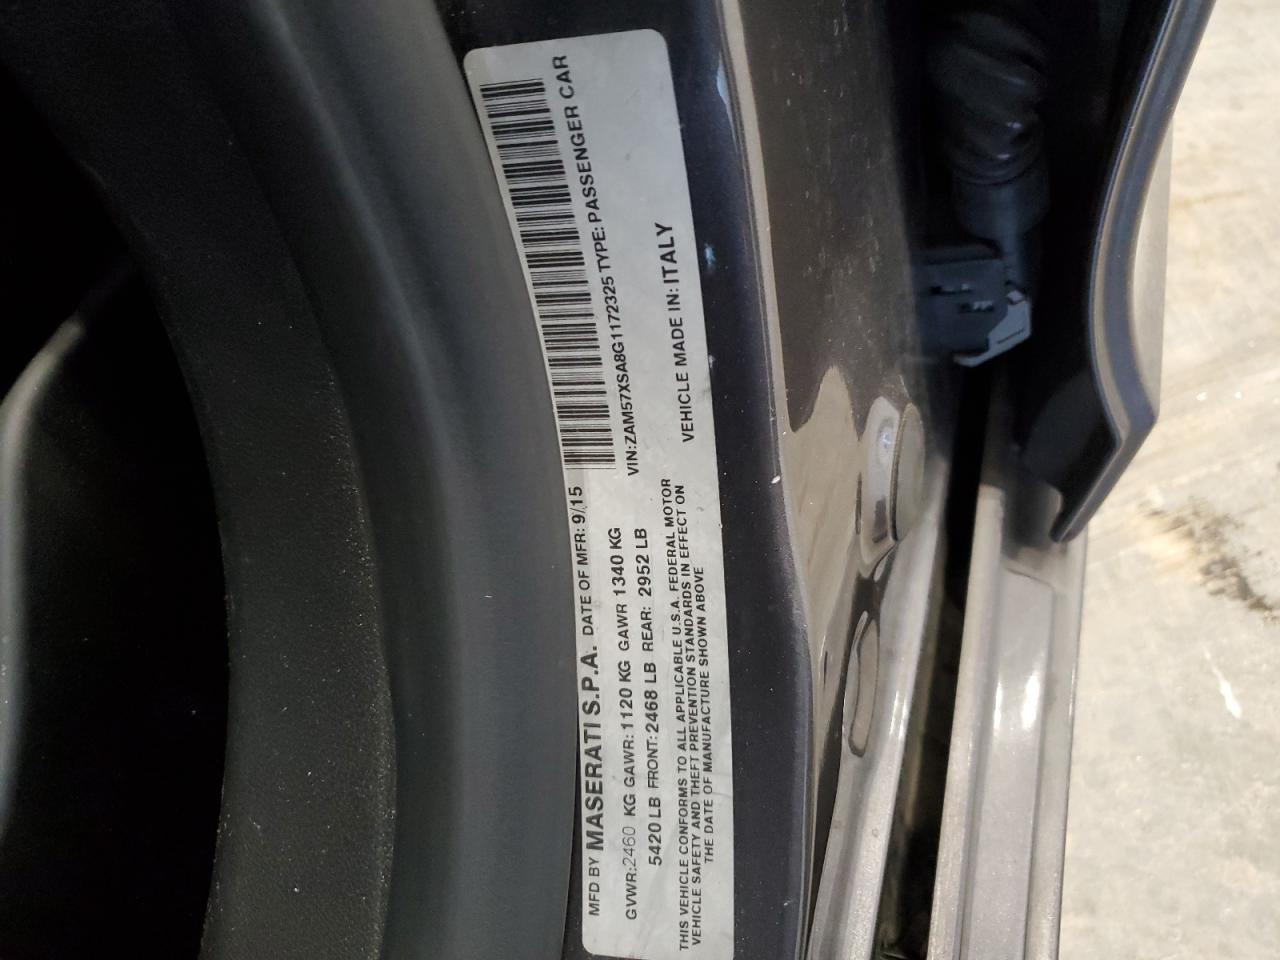 MFD BY MASERATI S.P.A. DATE OF MFR: 9/15
GVWR:2460 KG GAWR: 1120 KG GAWR 1340 KG
5420 LB FRONT: 2468 LB REAR: 2952 LB
THIS VEHICLE CONFORMS TO ALL APPLICABLE U.S.A. FEDERAL MOTOR
VEHICLE SAFETY AND THEFT PREVENTION STANDARDS IN EFFECT ON
THE DATE OF MANUFACTURE SHOWN ABOVE
VIN:ZAM57XSA8G1172325 TYPE: PASSENGER CAR
VEHICLE MADE IN: ITALY